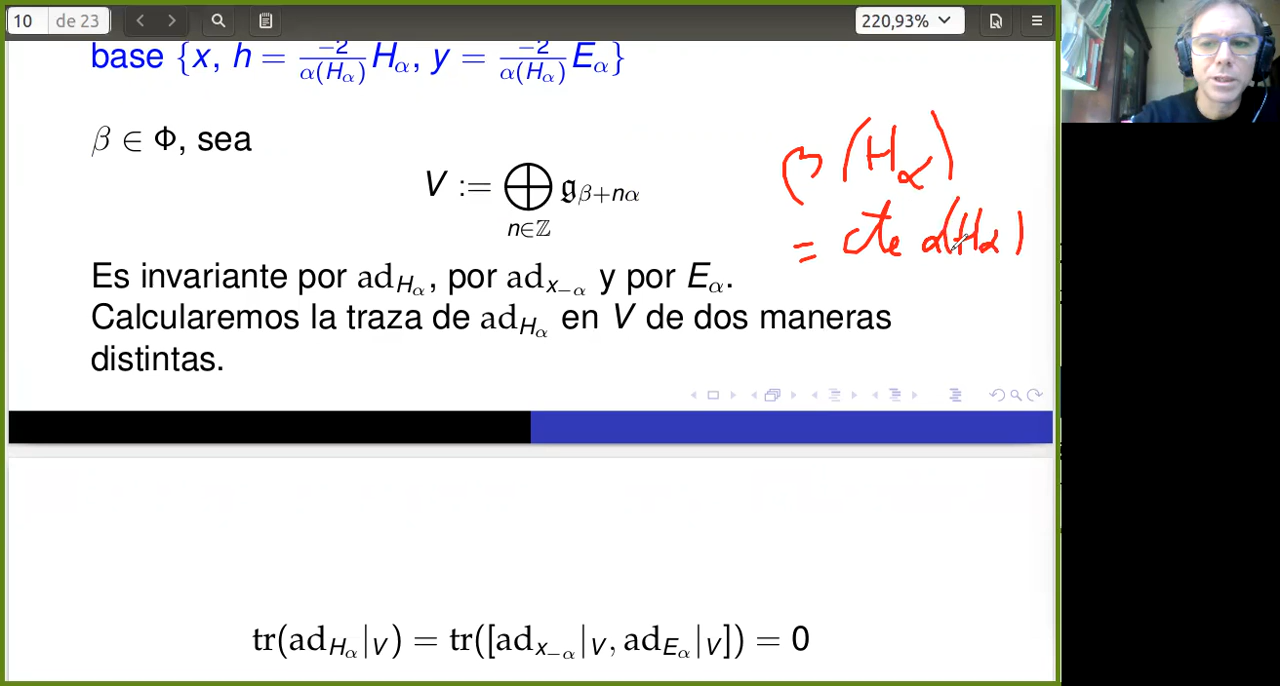 10 de 23 220,93%
base {x, h = \frac{-2}{α(H_α)} H_α, y = \frac{-2}{α(H_α)} E_α}
β ∈ Φ, sea
V := ⊕_{n∈ℤ} 𝔤_{β+nα}
β(H_α)
= cte α(H_α)
Es invariante por ad_{H_α}, por ad_{x_{-α}} y por E_α.
Calcularemos la traza de ad_{H_α} en V de dos maneras
distintas.
tr(ad_{H_α}|_V) = tr([ad_{x_{-α}}|_V, ad_{E_α}|_V]) = 0